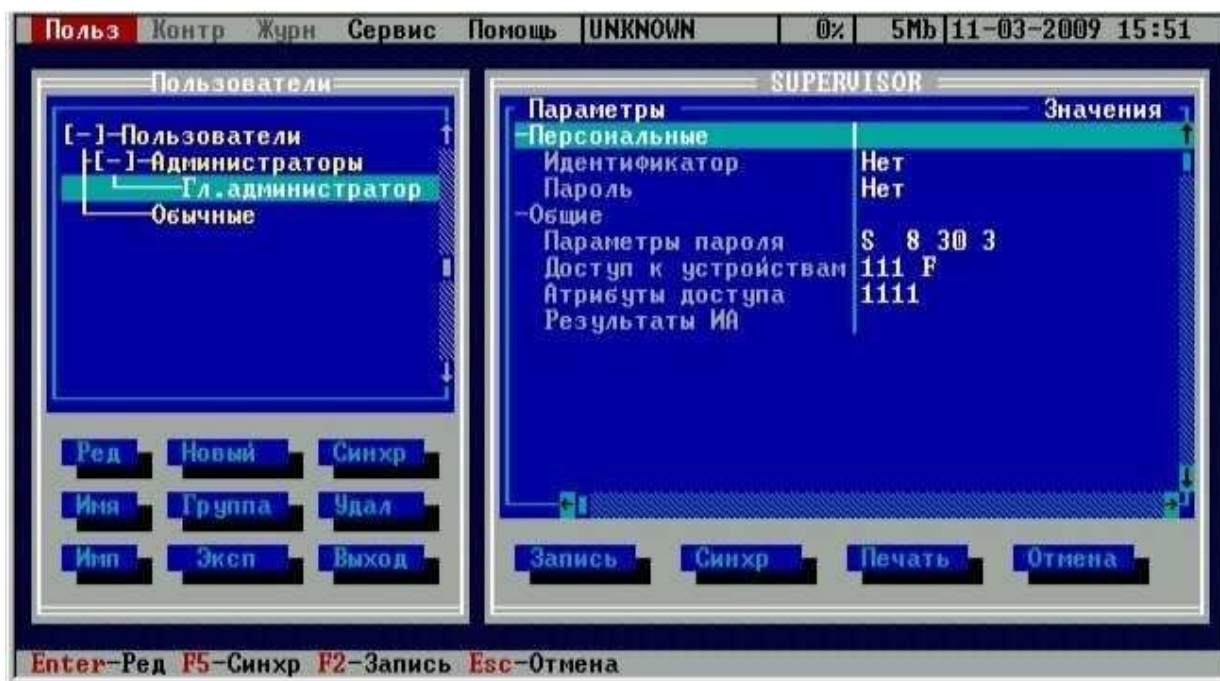 Польз Контр Журн Сервис Помощь |UNKNOWN | 0%| 5Mb|11-03-2009 15:51
Пользователи
[-]-Пользователи
[-]-Администраторы
Гл.администратор
Обычные
Ред Новый Синхр
Имя Группа Удал
Имп Эксп Выход
SUPERVISOR
Параметры Значения
-Персональные
Идентификатор Нет
Пароль Нет
-Общие
Параметры пароля S 8 30 3
Доступ к устройствам 111 F
Атрибуты доступа 1111
Результаты ИА
Запись Синхр Печать Отмена
Enter-Ред F5-Синхр F2-Запись Esc-Отмена